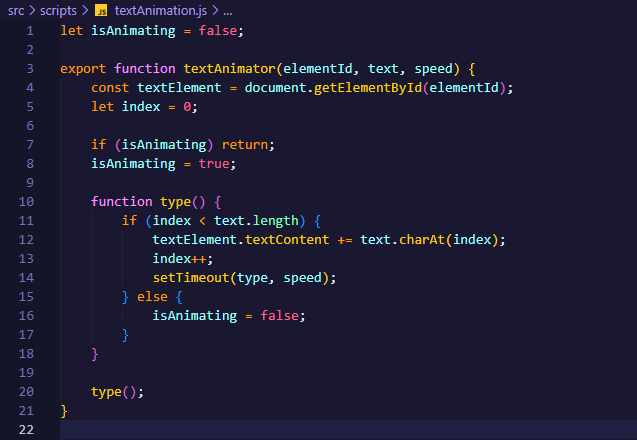 src > scripts > JS textAnimation.js > ...
1 let isAnimating = false;
2
3 export function textAnimator(elementId, text, speed) {
4     const textElement = document.getElementById(elementId);
5     let index = 0;
6
7     if (isAnimating) return;
8     isAnimating = true;
9
10     function type() {
11         if (index < text.length) {
12             textElement.textContent += text.charAt(index);
13             index++;
14             setTimeout(type, speed);
15         } else {
16             isAnimating = false;
17         }
18     }
19
20     type();
21 }
22